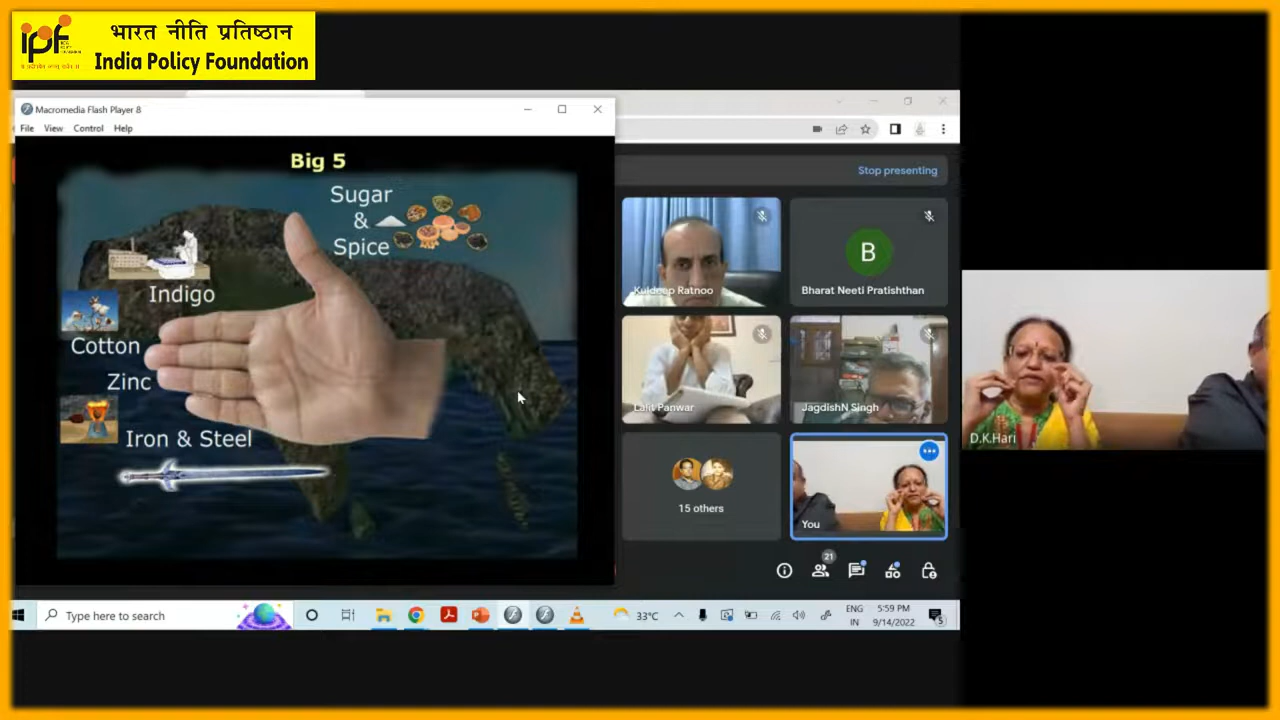 भारत नीति प्रतिष्ठान
ipf
India Policy Foundation
Macromedia Flash Player 8
File View Control Help
Big 5
Sugar
&
Spice
Indigo
Cotton
Zinc
Iron & Steel
Stop presenting
Kuldeep Ratnoo
B
Bharat Neeti Pratishthan
Lalit Panwar
JagdishN Singh
15 others
You
21
D.K.Hari
Type here to search
33°C
ENG
IN
5:59 PM
9/14/2022
5